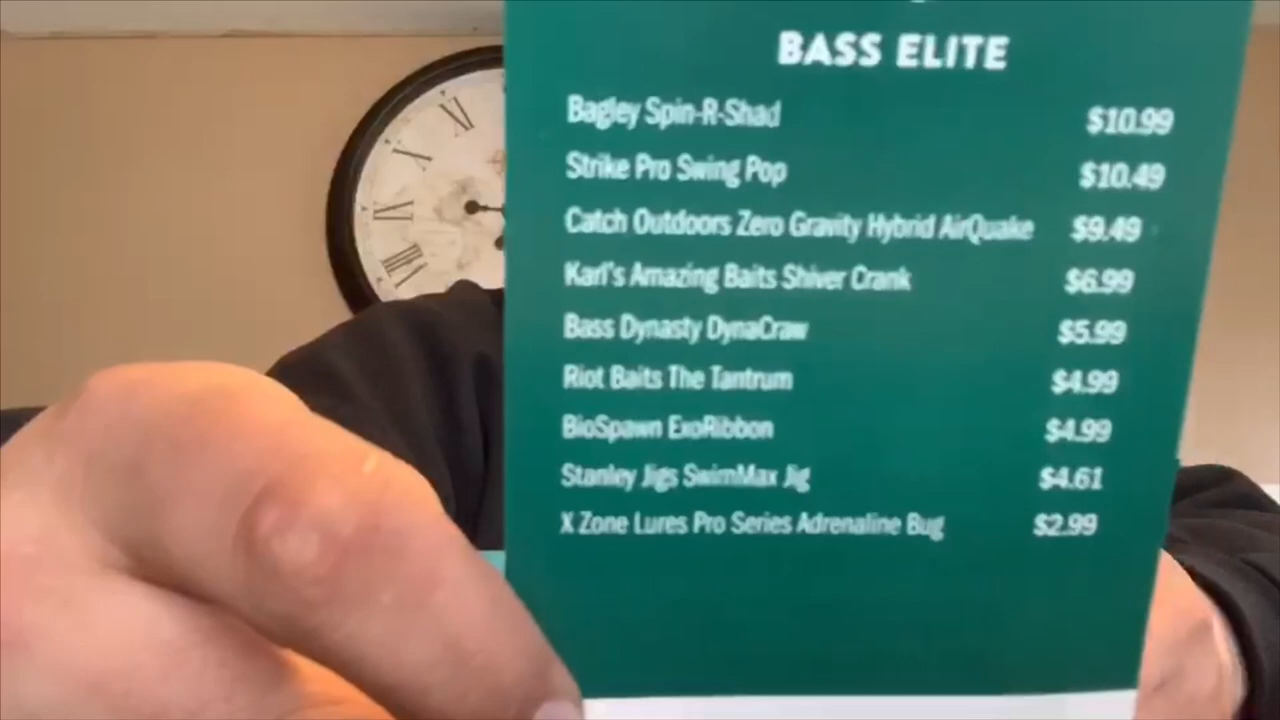 BASS ELITE
Bagley Spin-R-Shad $10.99
Strike Pro Swing Pop $10.49
Catch Outdoors Zero Gravity Hybrid AirQuake $9.49
Karl's Amazing Baits Shiver Crank $6.99
Bass Dynasty DynaCraw $5.99
Riot Baits The Tantrum $4.99
BioSpawn ExoRibbon $4.99
Stanley Jigs SwimMax Jig $4.61
X Zone Lures Pro Series Adrenaline Bug $2.99
XI
X
IX
VIII